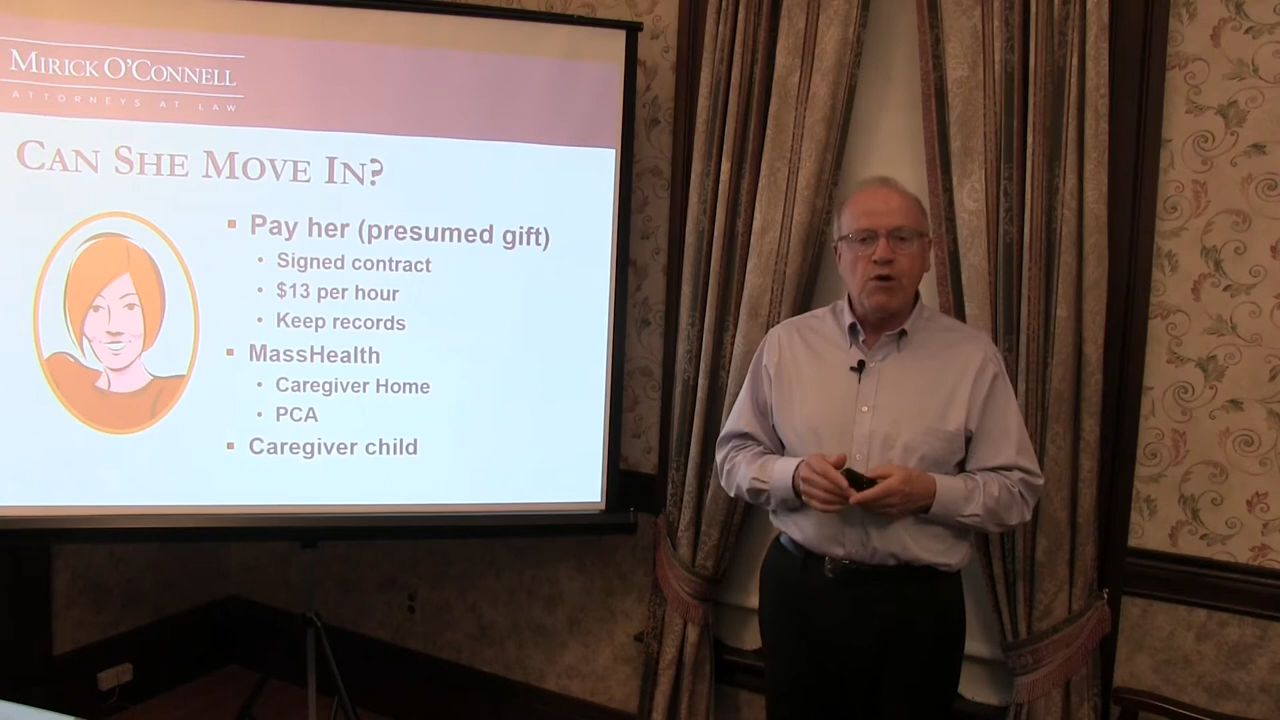 MIRICK O'CONNELL
ATTORNEYS AT LAW
CAN SHE MOVE IN?
Pay her (presumed gift)
Signed contract
$13 per hour
Keep records
MassHealth
Caregiver Home
PCA
Caregiver child